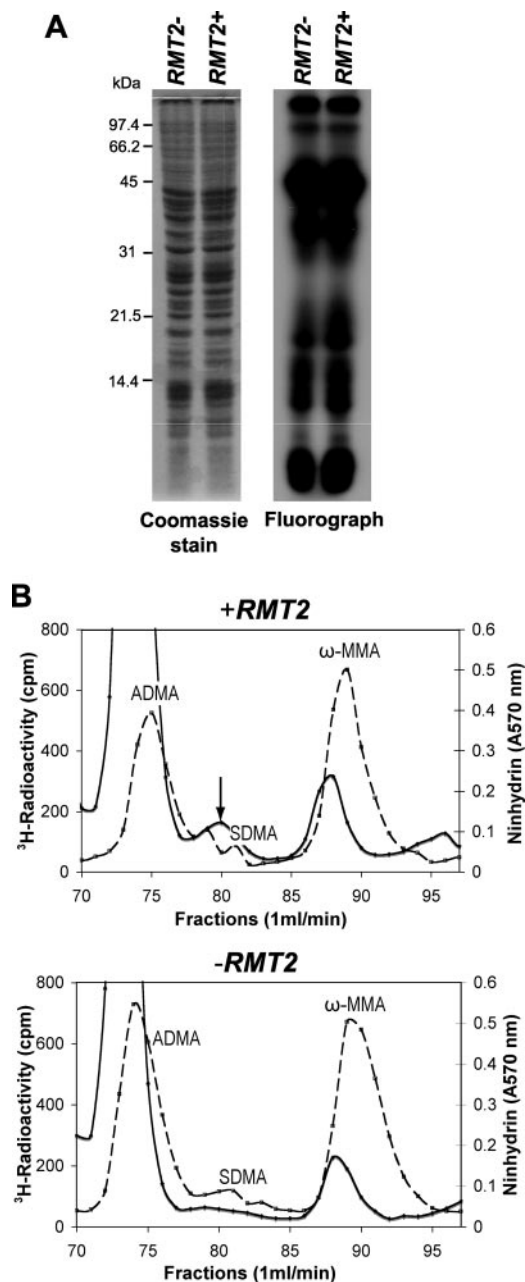 A
RMT2-
RMT2+
RMT2-
RMT2+
kDa
97.4
66.2
45
31
21.5
14.4
Coomassie
stain
Fluorograph
B
+RMT2
800
600
400
200
0
³H-Radioactivity (cpm)
ADMA
SDMA
ω-MMA
0.6
0.5
0.4
0.3
0.2
0.1
0
Ninhydrin (A570 nm)
70 75 80 85 90 95
Fractions (1ml/min)
-RMT2
800
600
400
200
0
³H-Radioactivity (cpm)
ADMA
SDMA
ω-MMA
0.6
0.5
0.4
0.3
0.2
0.1
0
Ninhydrin (A570 nm)
70 75 80 85 90 95
Fractions (1ml/min)